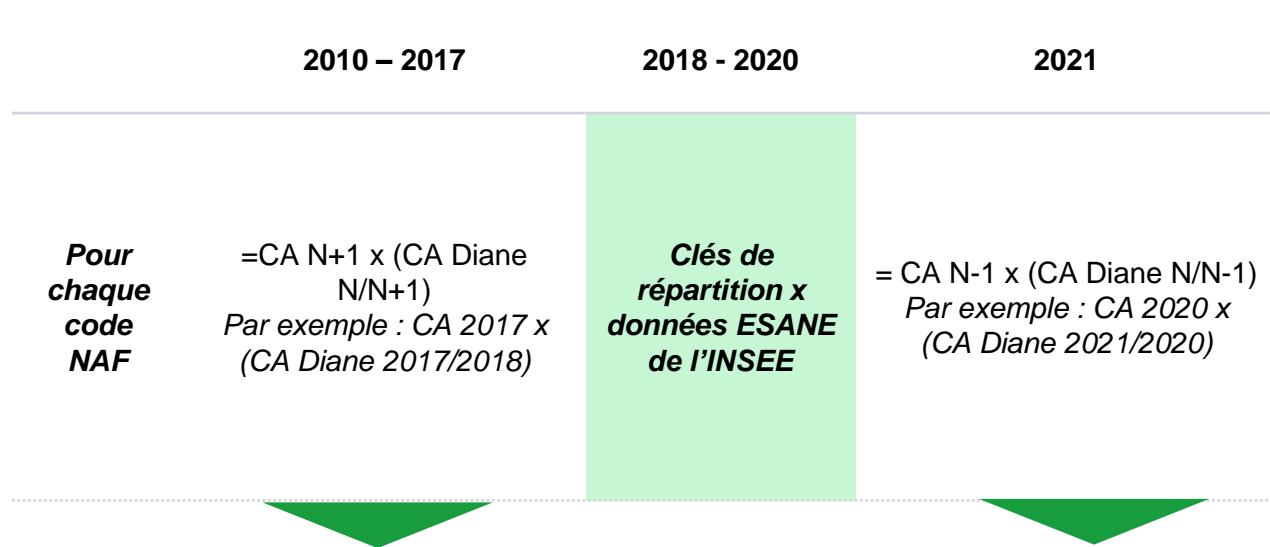 2010 – 2017
2018 - 2020
2021
Pour
chaque
code
NAF
=CA N+1 x (CA Diane
N/N+1)
Par exemple : CA 2017 x
(CA Diane 2017/2018)
Clés de
répartition x
données ESANE
de l’INSEE
= CA N-1 x (CA Diane N/N-1)
Par exemple : CA 2020 x
(CA Diane 2021/2020)